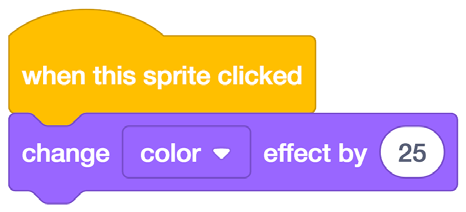 when this sprite clicked
change color effect by 25